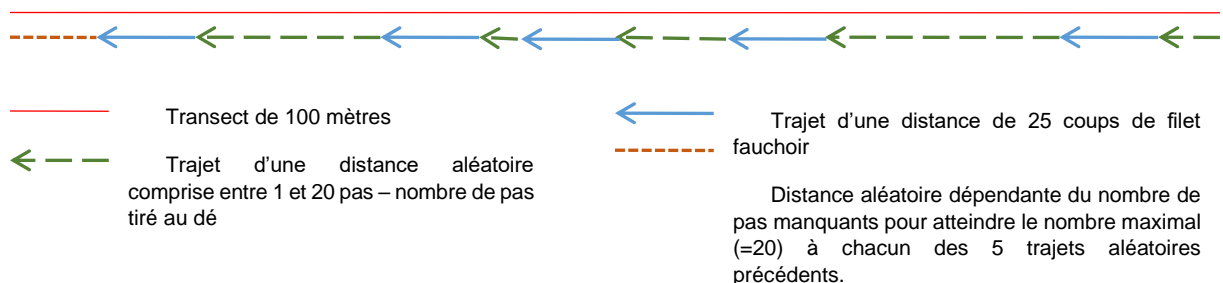 Transect de 100 mètres
Trajet d’une distance aléatoire
comprise entre 1 et 20 pas – nombre de pas
tiré au dé
Trajet d’une distance de 25 coups de filet
fauchoir
Distance aléatoire dépendante du nombre de
pas manquants pour atteindre le nombre maximal
(=20) à chacun des 5 trajets aléatoires
précédents.